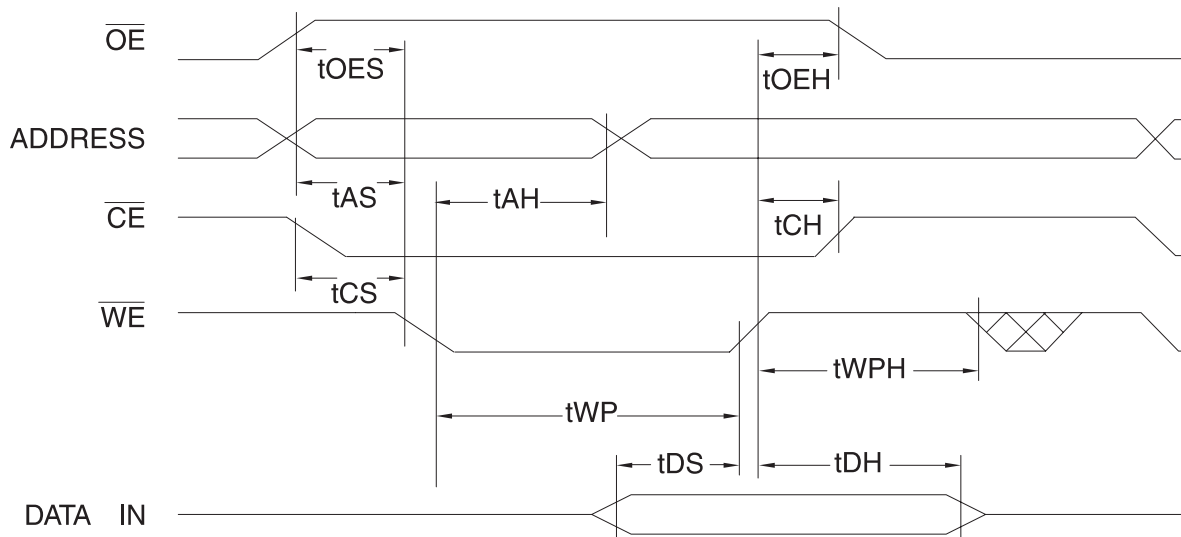 OE
tOES
tOEH
ADDRESS
tAS
tAH
CE
tCH
tCS
WE
tWPH
tWP
tDS
tDH
DATA IN